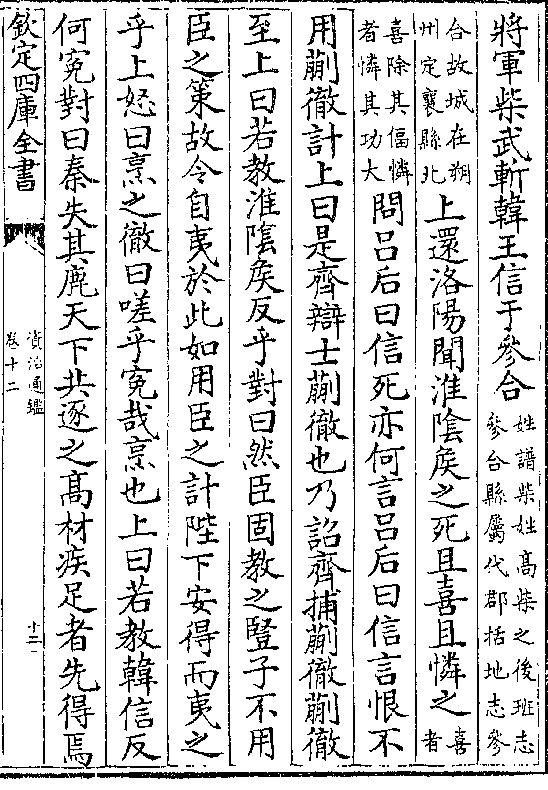 將軍柴武斬韓王信于參合
姓譜柴姓高柴之後班志
參合縣屬代郡括地志參
合故城在朔
州定襄縣北
上還洛陽聞淮陰侯之死且喜且憐之
喜
者
喜除其偪憐
者憐其功大
問呂后曰信死亦何言呂后曰信言恨不
用蒯徹計上曰是齊辯士蒯徹也乃詔齊捕蒯徹蒯徹
至上曰若教淮陰侯反乎對曰然臣固教之豎子不用
臣之策故令自夷於此如用臣之計陛下安得而夷之
乎上怒曰烹之徹曰嗟乎寃哉烹也上曰若教韓信反
何寃對曰秦失其鹿天下共逐之高材疾足者先得焉
欽定四庫全書
資治通鑑
卷十二
十二